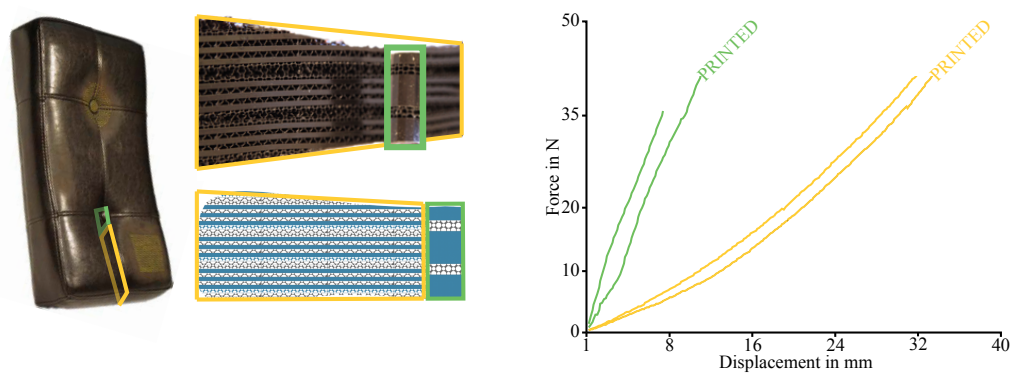 50
35
20
10
0
Force in N
PRINTED
PRINTED
1
8
16
24
32
40
Displacement in mm